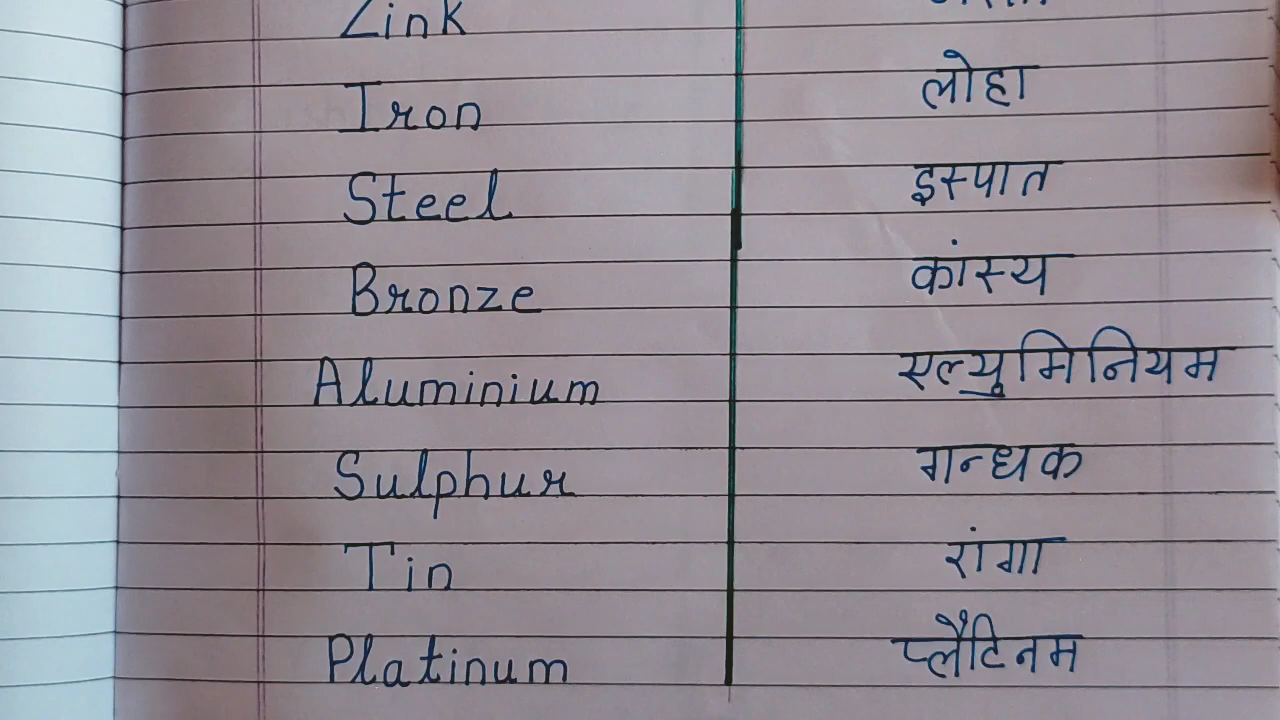 Zink
Iron लोहा
Steel इस्पात
Bronze कांस्य
Aluminium एल्युमिनियम
Sulphur गन्धक
Tin रांगा
Platinum प्लैटिनम